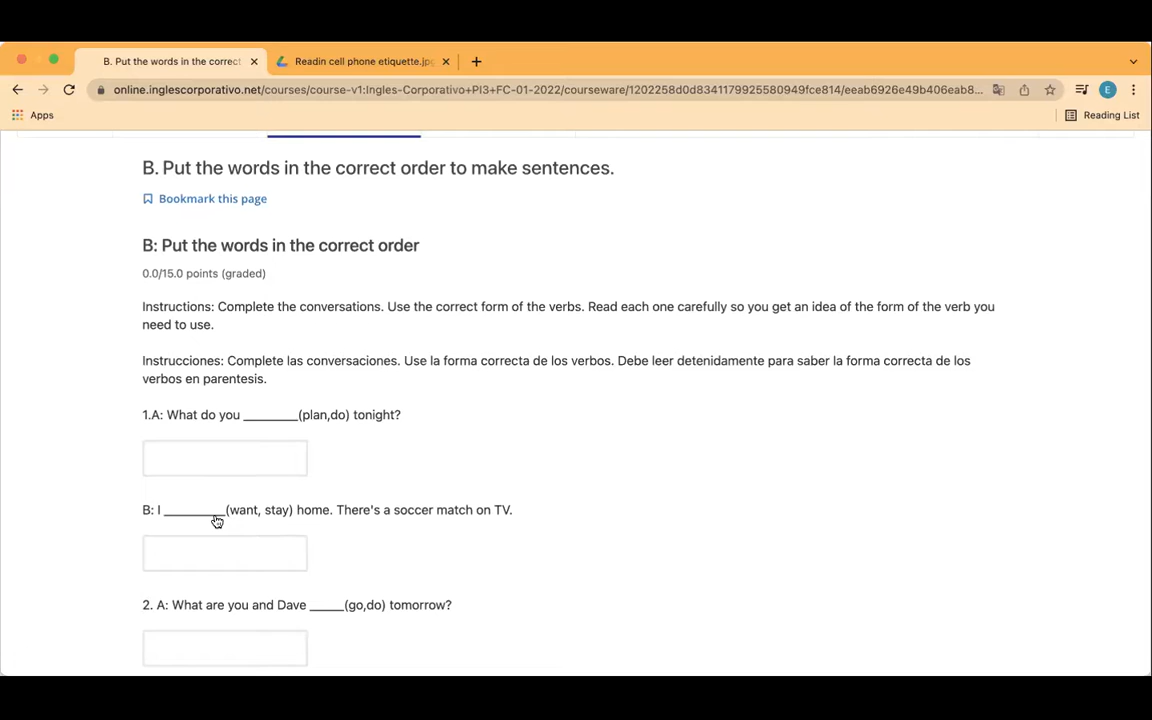 B. Put the words in the correct
Readin cell phone etiquette.jpg
online.inglescorporativo.net/courses/course-v1:Ingles-Corporativo+PI3+FC-01-2022/courseware/1202258d0d8341179925580949fce814/eeab6926e49b406eab8...
E
Apps
Reading List
B. Put the words in the correct order to make sentences.
Bookmark this page
B: Put the words in the correct order
0.0/15.0 points (graded)
Instructions: Complete the conversations. Use the correct form of the verbs. Read each one carefully so you get an idea of the form of the verb you
need to use.
Instrucciones: Complete las conversaciones. Use la forma correcta de los verbos. Debe leer detenidamente para saber la forma correcta de los
verbos en parentesis.
1.A: What do you ________(plan,do) tonight?
B: I _________(want, stay) home. There's a soccer match on TV.
2. A: What are you and Dave _____(go,do) tomorrow?